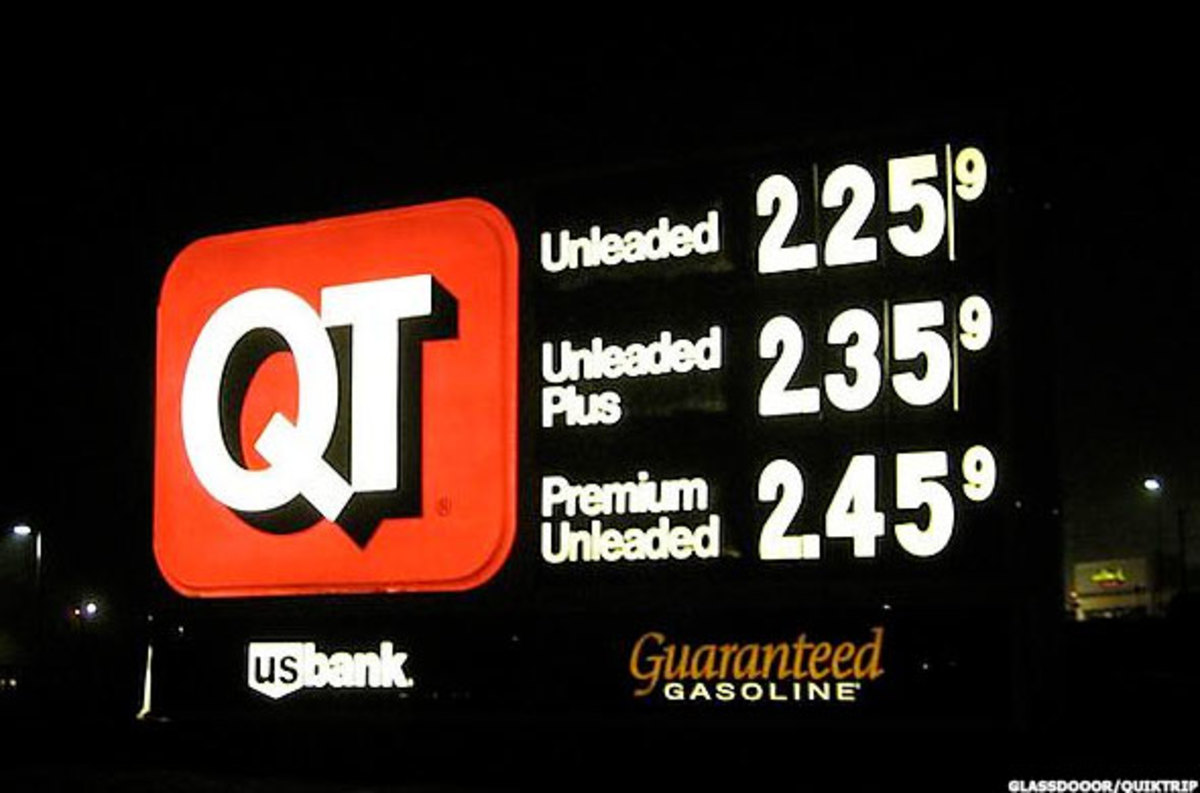 QT
®
Unleaded 2.25 9
Unleaded
Plus 2.35 9
Premium
Unleaded 2.45 9
usbank.
Guaranteed
GASOLINE
GLASSDOOOR/QUIKTRIP